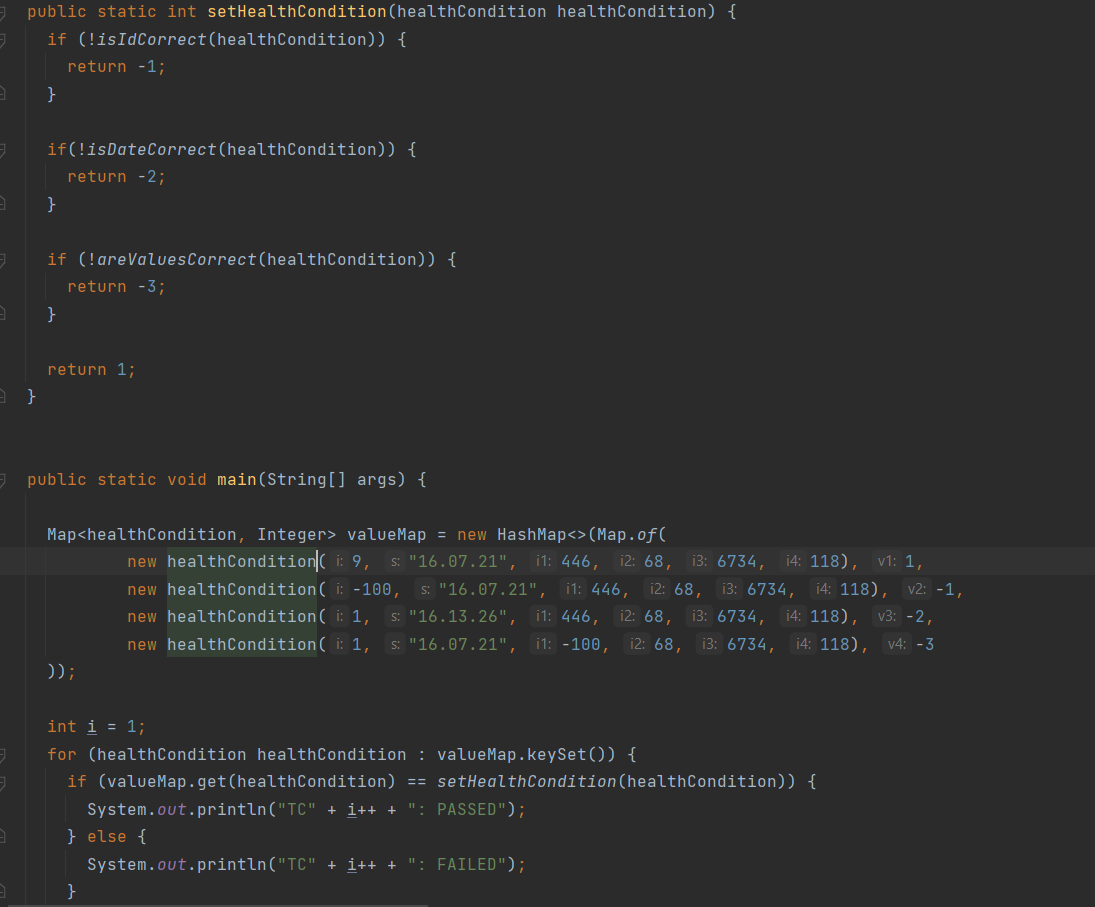 public static int setHealthCondition(healthCondition healthCondition) {
if (!isIdCorrect(healthCondition)) {
return -1;
}
if(!isDateCorrect(healthCondition)) {
return -2;
}
if (!areValuesCorrect(healthCondition)) {
return -3;
}
return 1;
}
public static void main(String[] args) {
Map<healthCondition, Integer> valueMap = new HashMap<>(Map.of(
new healthCondition( i: 9, s: "16.07.21", i1: 446, i2: 68, i3: 6734, i4: 118), v1: 1,
new healthCondition( i: -100, s: "16.07.21", i1: 446, i2: 68, i3: 6734, i4: 118), v2: -1,
new healthCondition( i: 1, s: "16.13.26", i1: 446, i2: 68, i3: 6734, i4: 118), v3: -2,
new healthCondition( i: 1, s: "16.07.21", i1: -100, i2: 68, i3: 6734, i4: 118), v4: -3
));
int i = 1;
for (healthCondition healthCondition : valueMap.keySet()) {
if (valueMap.get(healthCondition) == setHealthCondition(healthCondition)) {
System.out.println("TC" + i++ + ": PASSED");
} else {
System.out.println("TC" + i++ + ": FAILED");
}